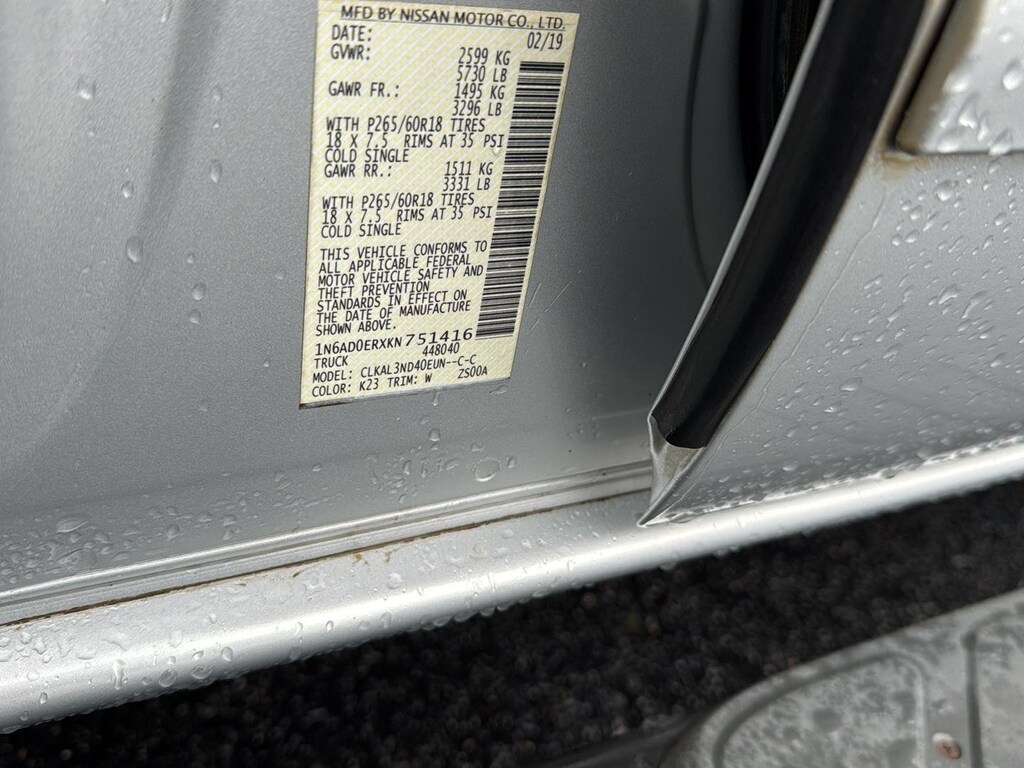 MFD BY NISSAN MOTOR CO., LTD.
DATE: 02/19
GVWR: 2599 KG
5730 LB
GAWR FR.: 1495 KG
3296 LB
WITH P265/60R18 TIRES
18 X 7.5 RIMS AT 35 PSI
COLD SINGLE
GAWR RR.: 1511 KG
3331 LB
WITH P265/60R18 TIRES
18 X 7.5 RIMS AT 35 PSI
COLD SINGLE
THIS VEHICLE CONFORMS TO
ALL APPLICABLE FEDERAL
MOTOR VEHICLE SAFETY AND
THEFT PREVENTION
STANDARDS IN EFFECT ON
THE DATE OF MANUFACTURE
SHOWN ABOVE.
1N6AD0ERXKN751416
TRUCK 448040
MODEL: CLKAL3ND40EUN--C-C
COLOR: K23 TRIM: W ZS00A